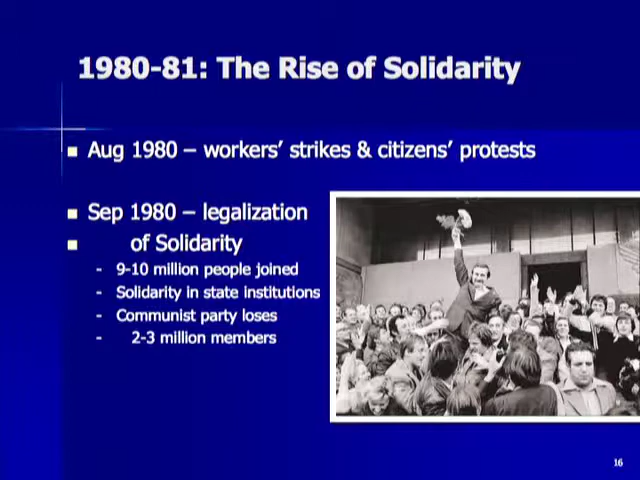 1980-81: The Rise of Solidarity
Aug 1980 – workers’ strikes & citizens’ protests
Sep 1980 – legalization
of Solidarity
- 9-10 million people joined
- Solidarity in state institutions
- Communist party loses
- 2-3 million members
16